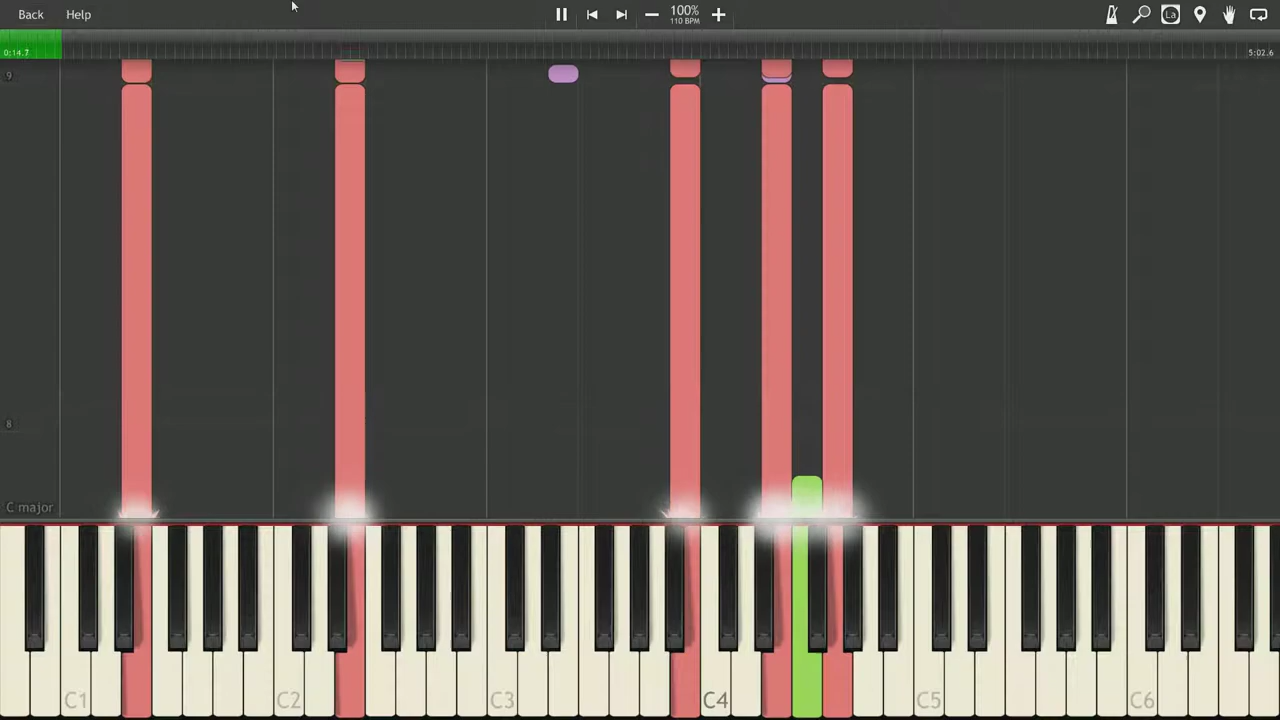 Back Help 100% La
110 BPM
0:14.7 5:02.6
9
8
C major
C1 C2 C3 C4 C5 C6